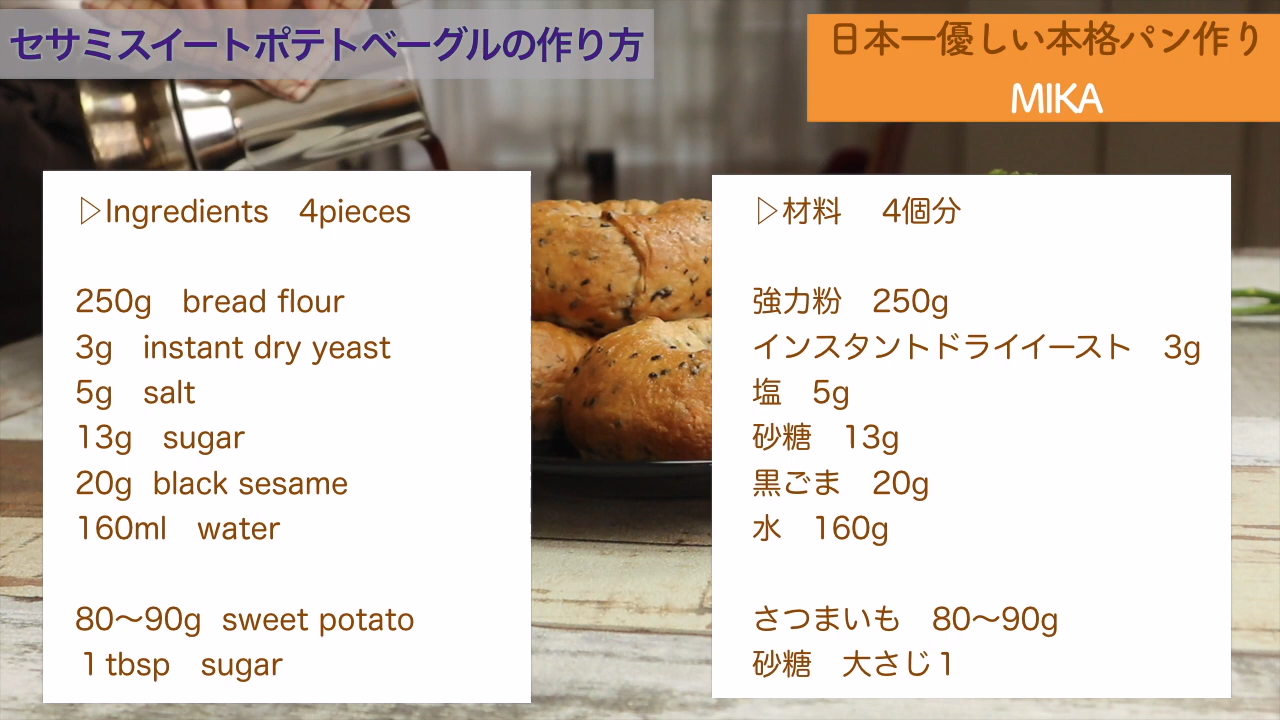 セサミスイートポテトベーグルの作り方
日本一優しい本格パン作り
MIKA
▷Ingredients　4pieces
250g　bread flour
3g　instant dry yeast
5g　salt
13g　sugar
20g  black sesame
160ml　water
80〜90g  sweet potato
１tbsp　sugar
▷材料　4個分
強力粉　250g
インスタントドライイースト　3g
塩　5g
砂糖　13g
黒ごま　20g
水　160g
さつまいも　80〜90g
砂糖　大さじ１